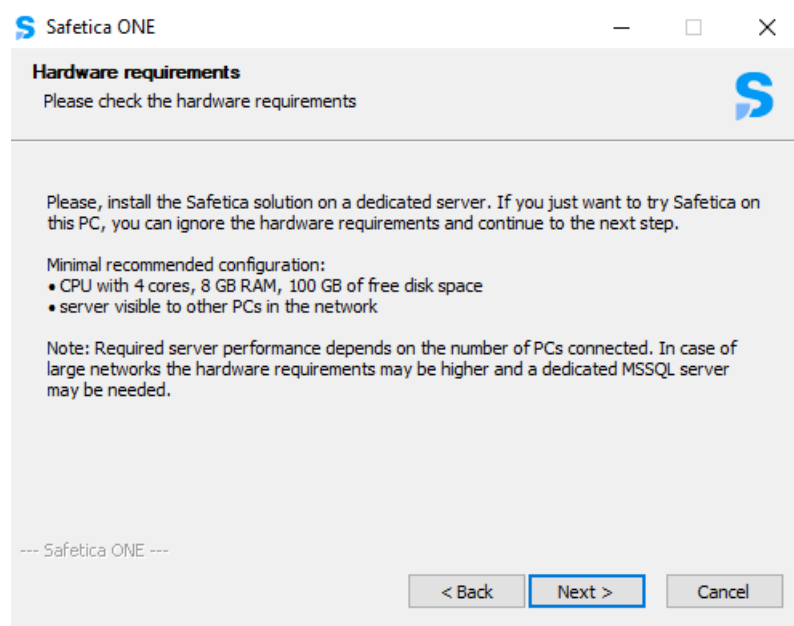 Safetica ONE
Hardware requirements
Please check the hardware requirements
Please, install the Safetica solution on a dedicated server. If you just want to try Safetica on
this PC, you can ignore the hardware requirements and continue to the next step.
Minimal recommended configuration:
• CPU with 4 cores, 8 GB RAM, 100 GB of free disk space
• server visible to other PCs in the network
Note: Required server performance depends on the number of PCs connected. In case of
large networks the hardware requirements may be higher and a dedicated MSSQL server
may be needed.
--- Safetica ONE ---
< Back Next > Cancel